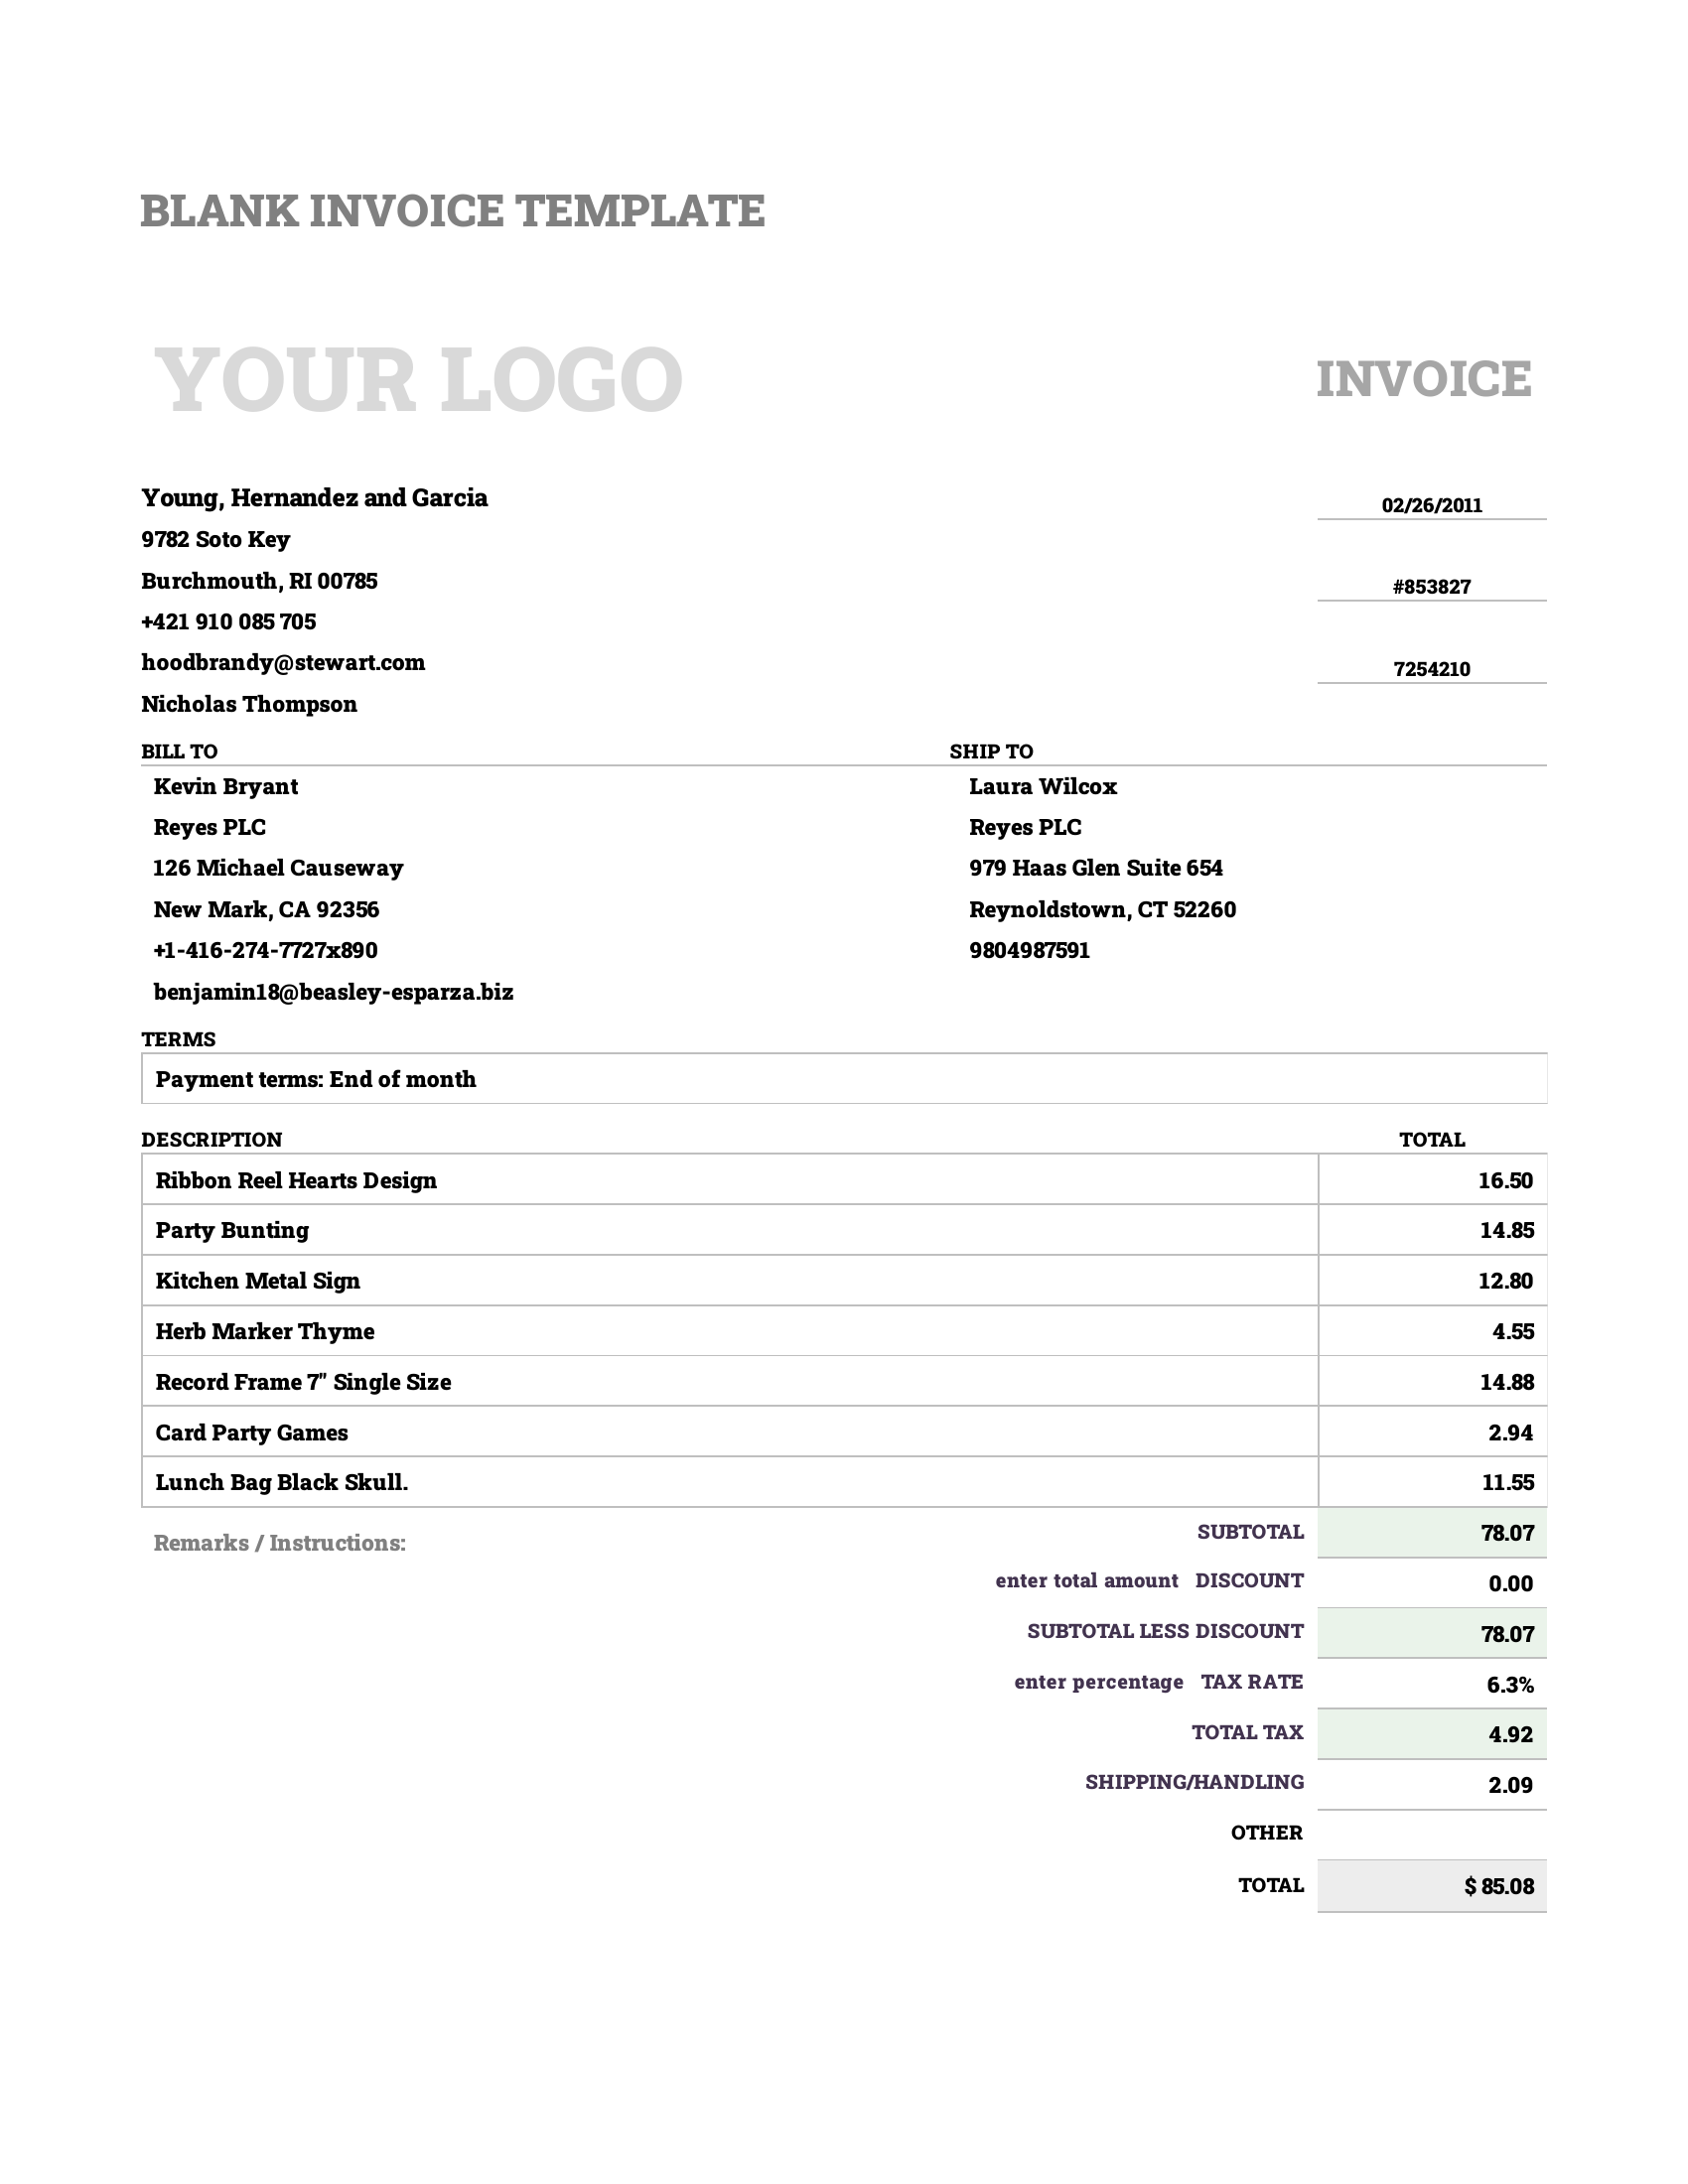 BLANK INVOICE TEMPLATE
YOUR LOGO
INVOICE
Young, Hernandez and Garcia
02/26/2011
9782 Soto Key
Burchmouth, RI 00785
#853827
+421 910 085 705
hoodbrandy@stewart.com
7254210
Nicholas Thompson
BILL TO
SHIP TO
Kevin Bryant
Laura Wilcox
Reyes PLC
Reyes PLC
126 Michael Causeway
979 Haas Glen Suite 654
New Mark, CA 92356
Reynoldstown, CT 52260
+1-416-274-7727x890
9804987591
benjamin18@beasley-esparza.biz
TERMS
Payment terms: End of month
DESCRIPTION TOTAL
Ribbon Reel Hearts Design 16.50
Party Bunting 14.85
Kitchen Metal Sign 12.80
Herb Marker Thyme 4.55
Record Frame 7" Single Size 14.88
Card Party Games 2.94
Lunch Bag Black Skull. 11.55
Remarks / Instructions:
SUBTOTAL 78.07
enter total amount DISCOUNT 0.00
SUBTOTAL LESS DISCOUNT 78.07
enter percentage TAX RATE 6.3%
TOTAL TAX 4.92
SHIPPING/HANDLING 2.09
OTHER
TOTAL $ 85.08